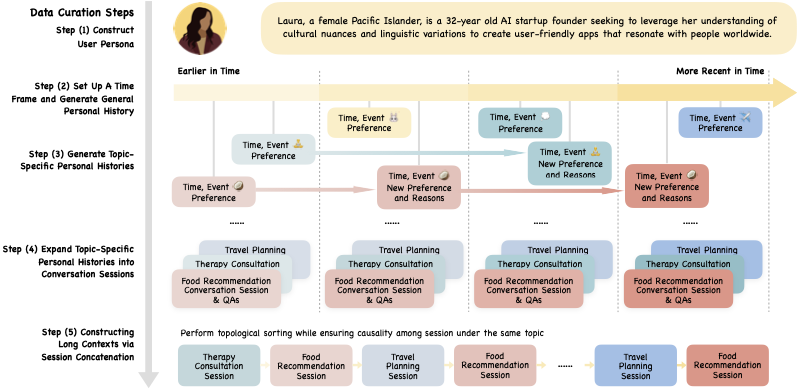 Data Curation Steps
Step (1) Construct
User Persona
Laura, a female Pacific Islander, is a 32-year old AI startup founder seeking to leverage her understanding of
cultural nuances and linguistic variations to create user-friendly apps that resonate with people worldwide.
Earlier in Time
More Recent in Time
Step (2) Set Up A Time
Frame and Generate General
Personal History
Time, Event
Preference
Time, Event
Preference
Time, Event
Preference
Step (3) Generate Topic-
Specific Personal Histories
Time, Event
Preference
Time, Event
New Preference
and Reasons
Time, Event
Preference
Time, Event
New Preference
and Reasons
Time, Event
New Preference
and Reasons
......
......
......
......
Step (4) Expand Topic-Specific
Personal Histories into
Conversation Sessions
Travel Planning
Therapy Consultation
Food Recommendation
Conversation Session
& QAs
Travel Planning
Therapy Consultation
Food Recommendation
Conversation Session
& QAs
Travel Planning
Therapy Consultation
Food Recommendation
Conversation Session
& QAs
Travel Planning
Therapy Consultation
Food Recommendation
Conversation Session
& QAs
Step (5) Constructing
Long Contexts via
Session Concatenation
Perform topological sorting while ensuring causality among session under the same topic
Therapy
Consultation
Session
Food
Recommendation
Session
Travel
Planning
Session
Food
Recommendation
Session
......
Travel
Planning
Session
Food
Recommendation
Session